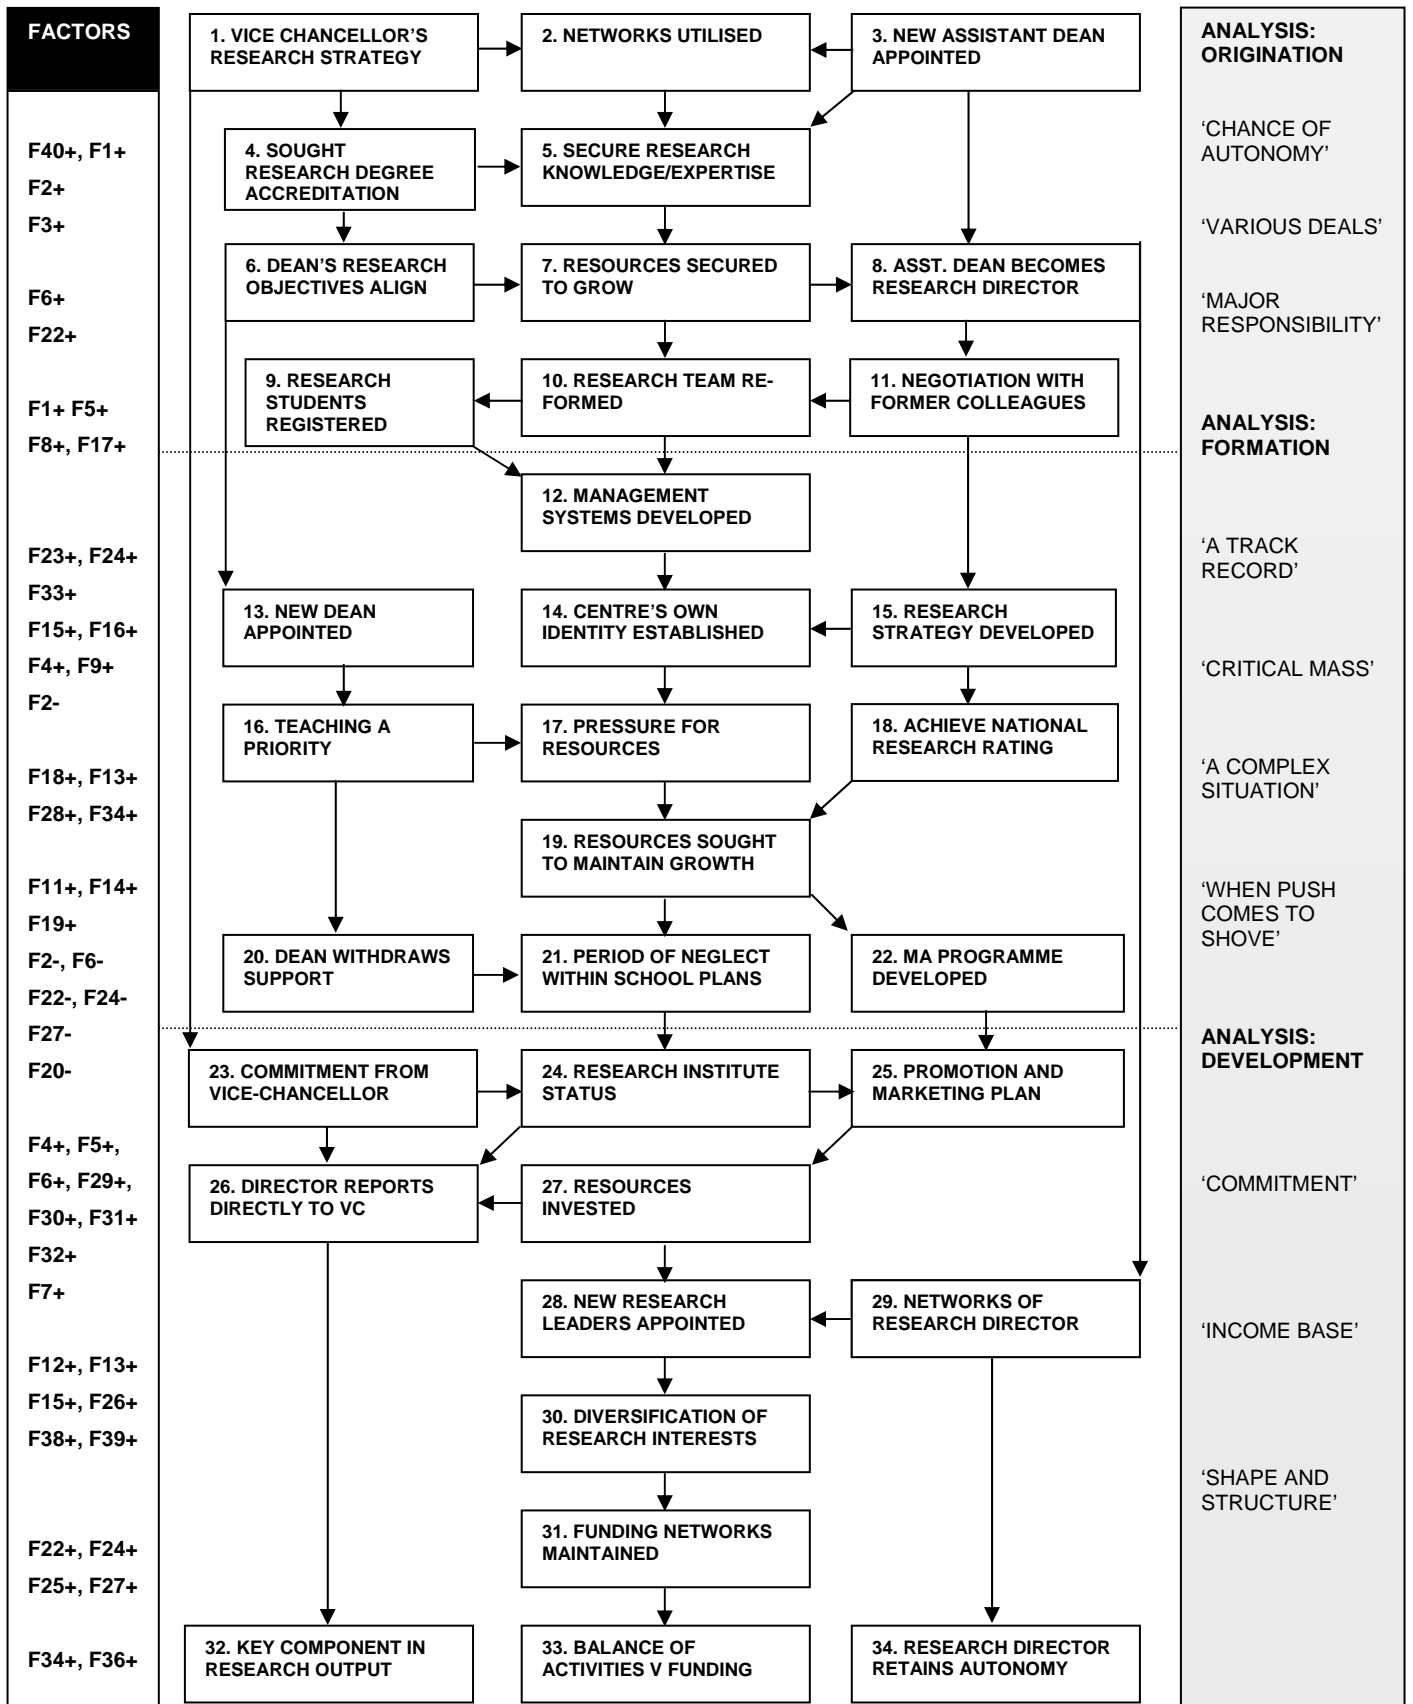 FACTORS
1. VICE CHANCELLOR'S
RESEARCH STRATEGY
2. NETWORKS UTILISED
3. NEW ASSISTANT DEAN
APPOINTED
ANALYSIS:
ORIGINATION
F40+, F1+
F2+
F3+
4. SOUGHT
RESEARCH DEGREE
ACCREDITATION
5. SECURE RESEARCH
KNOWLEDGE/EXPERTISE
‘CHANCE OF
AUTONOMY’
‘VARIOUS DEALS’
F6+
F22+
6. DEAN'S RESEARCH
OBJECTIVES ALIGN
7. RESOURCES SECURED
TO GROW
8. ASST. DEAN BECOMES
RESEARCH DIRECTOR
‘MAJOR
RESPONSIBILITY’
F1+ F5+
F8+, F17+
9. RESEARCH
STUDENTS
REGISTERED
10. RESEARCH TEAM RE-
FORMED
11. NEGOTIATION WITH
FORMER COLLEAGUES
ANALYSIS:
FORMATION
12. MANAGEMENT
SYSTEMS DEVELOPED
F23+, F24+
F33+
F15+, F16+
F4+, F9+
F2-
‘A TRACK
RECORD’
13. NEW DEAN
APPOINTED
14. CENTRE'S OWN
IDENTITY ESTABLISHED
15. RESEARCH
STRATEGY DEVELOPED
‘CRITICAL MASS’
16. TEACHING A
PRIORITY
17. PRESSURE FOR
RESOURCES
18. ACHIEVE NATIONAL
RESEARCH RATING
F18+, F13+
F28+, F34+
‘A COMPLEX
SITUATION’
19. RESOURCES SOUGHT
TO MAINTAIN GROWTH
F11+, F14+
F19+
F2-, F6-
F22-, F24-
F27-
F20-
‘WHEN PUSH
COMES TO
SHOVE’
20. DEAN WITHDRAWS
SUPPORT
21. PERIOD OF NEGLECT
WITHIN SCHOOL PLANS
22. MA PROGRAMME
DEVELOPED
ANALYSIS:
DEVELOPMENT
23. COMMITMENT FROM
VICE-CHANCELLOR
24. RESEARCH INSTITUTE
STATUS
25. PROMOTION AND
MARKETING PLAN
F4+, F5+,
F6+, F29+,
F30+, F31+
F32+
F7+
26. DIRECTOR REPORTS
DIRECTLY TO VC
27. RESOURCES
INVESTED
‘COMMITMENT’
28. NEW RESEARCH
LEADERS APPOINTED
29. NETWORKS OF
RESEARCH DIRECTOR
‘INCOME BASE’
F12+, F13+
F15+, F26+
F38+, F39+
30. DIVERSIFICATION OF
RESEARCH INTERESTS
‘SHAPE AND
STRUCTURE’
F22+, F24+
F25+, F27+
31. FUNDING NETWORKS
MAINTAINED
F34+, F36+
32. KEY COMPONENT IN
RESEARCH OUTPUT
33. BALANCE OF
ACTIVITIES V FUNDING
34. RESEARCH DIRECTOR
RETAINS AUTONOMY